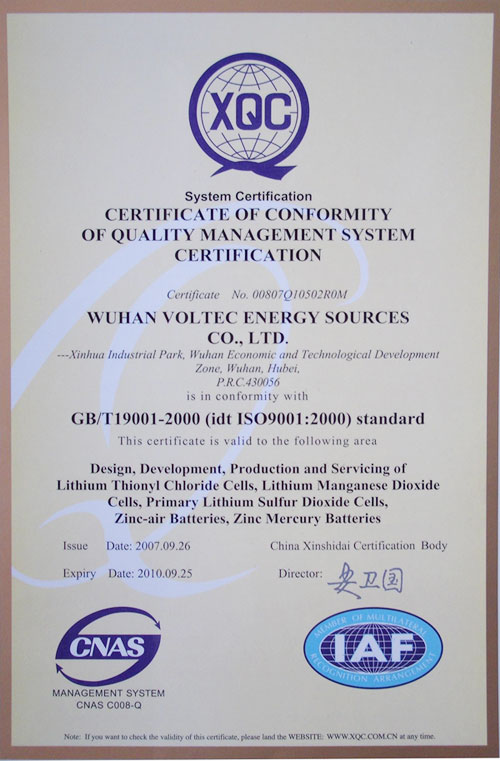 XQC
System Certification
CERTIFICATE OF CONFORMITY
OF QUALITY MANAGEMENT SYSTEM
CERTIFICATION
Certificate No. 00807Q10502R0M
WUHAN VOLTEC ENERGY SOURCES
CO., LTD.
---Xinhua Industrial Park, Wuhan Economic and Technological Development
Zone, Wuhan, Hubei,
P.R.C.430056
is in conformity with
GB/T19001-2000 (idt ISO9001:2000) standard
This certificate is valid to the following area
Design, Development, Production and Servicing of
Lithium Thionyl Chloride Cells, Lithium Manganese Dioxide
Cells, Primary Lithium Sulfur Dioxide Cells,
Zinc-air Batteries, Zinc Mercury Batteries
Issue Date: 2007.09.26 China Xinshidai Certification Body
Expiry Date: 2010.09.25 Director:
CNAS
MANAGEMENT SYSTEM
CNAS C008-Q
MEMBER OF MULTILATERAL
IAF
RECOGNITION ARRANGEMENT
Note: If you want to check the validity of this certificate, please land the WEBSITE: WWW.XQC.COM.CN at any time.